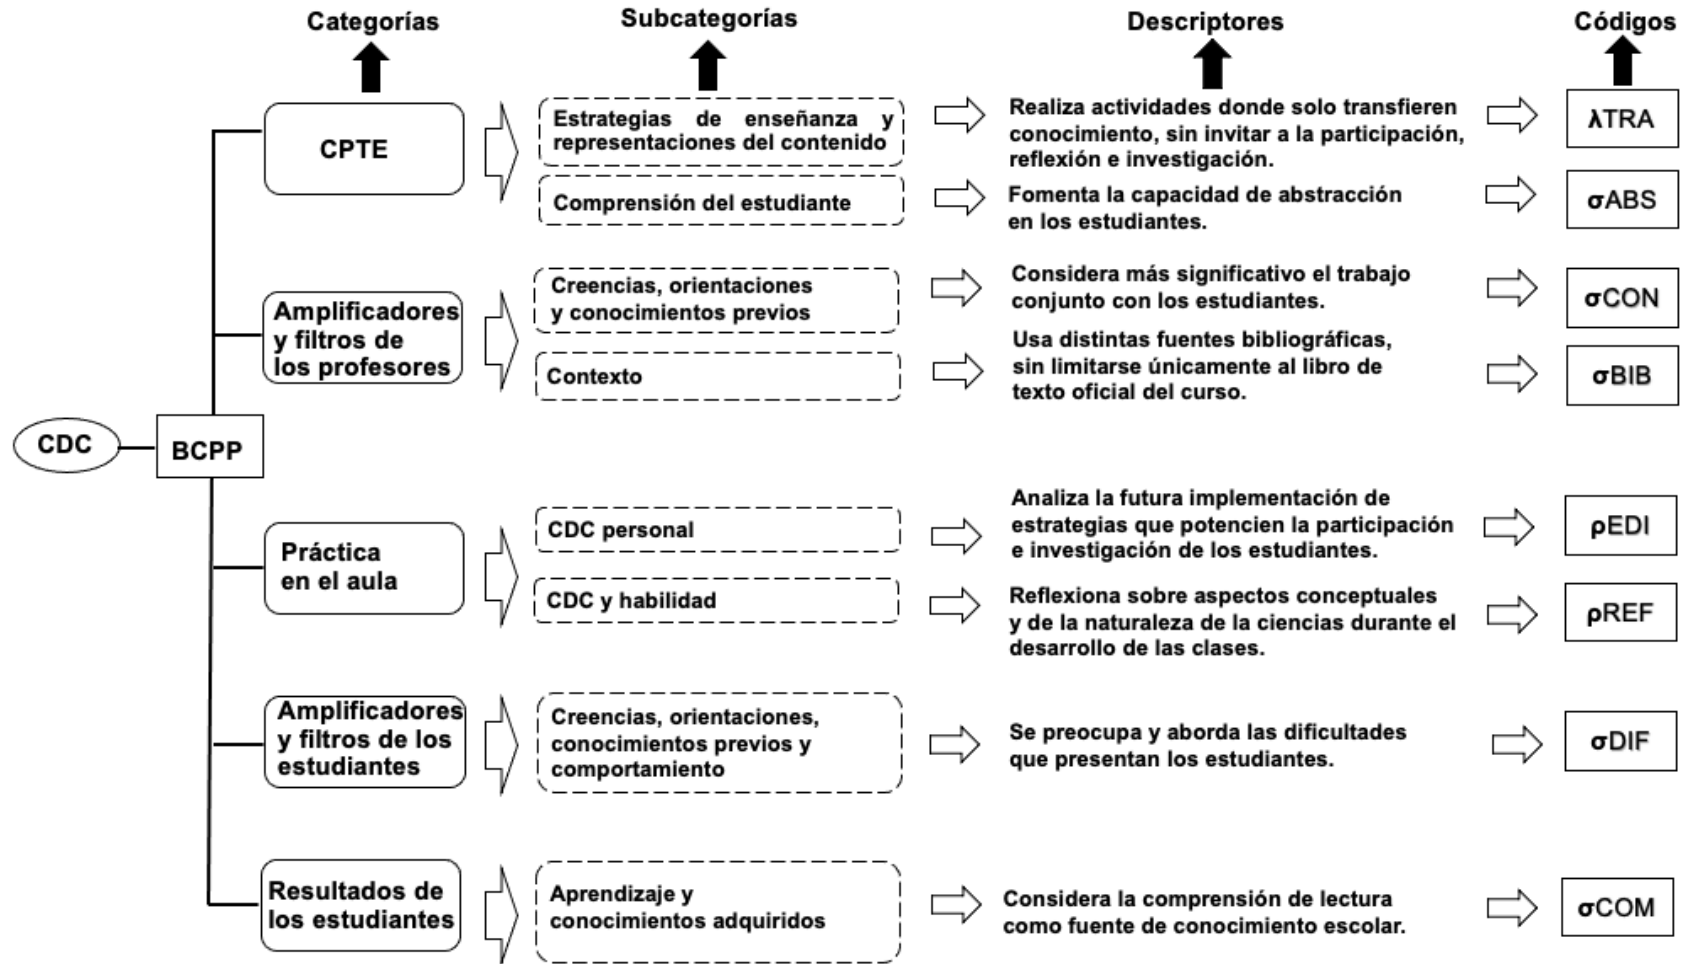 Categorías
Subcategorías
Descriptores
Códigos
CDC
BCPP
CPTE
Estrategias de enseñanza y
representaciones del contenido
Realiza actividades donde solo transfieren
conocimiento, sin invitar a la participación,
reflexión e investigación.
λTRA
Comprensión del estudiante
Fomenta la capacidad de abstracción
en los estudiantes.
σABS
Amplificadores
y filtros de
los profesores
Creencias, orientaciones
y conocimientos previos
Considera más significativo el trabajo
conjunto con los estudiantes.
σCON
Contexto
Usa distintas fuentes bibliográficas,
sin limitarse únicamente al libro de
texto oficial del curso.
σBIB
Práctica
en el aula
CDC personal
Analiza la futura implementación de
estrategias que potencien la participación
e investigación de los estudiantes.
ρEDI
CDC y habilidad
Reflexiona sobre aspectos conceptuales
y de la naturaleza de la ciencias durante el
desarrollo de las clases.
ρREF
Amplificadores
y filtros de los
estudiantes
Creencias, orientaciones,
conocimientos previos y
comportamiento
Se preocupa y aborda las dificultades
que presentan los estudiantes.
σDIF
Resultados de
los estudiantes
Aprendizaje y
conocimientos adquiridos
Considera la comprensión de lectura
como fuente de conocimiento escolar.
σCOM